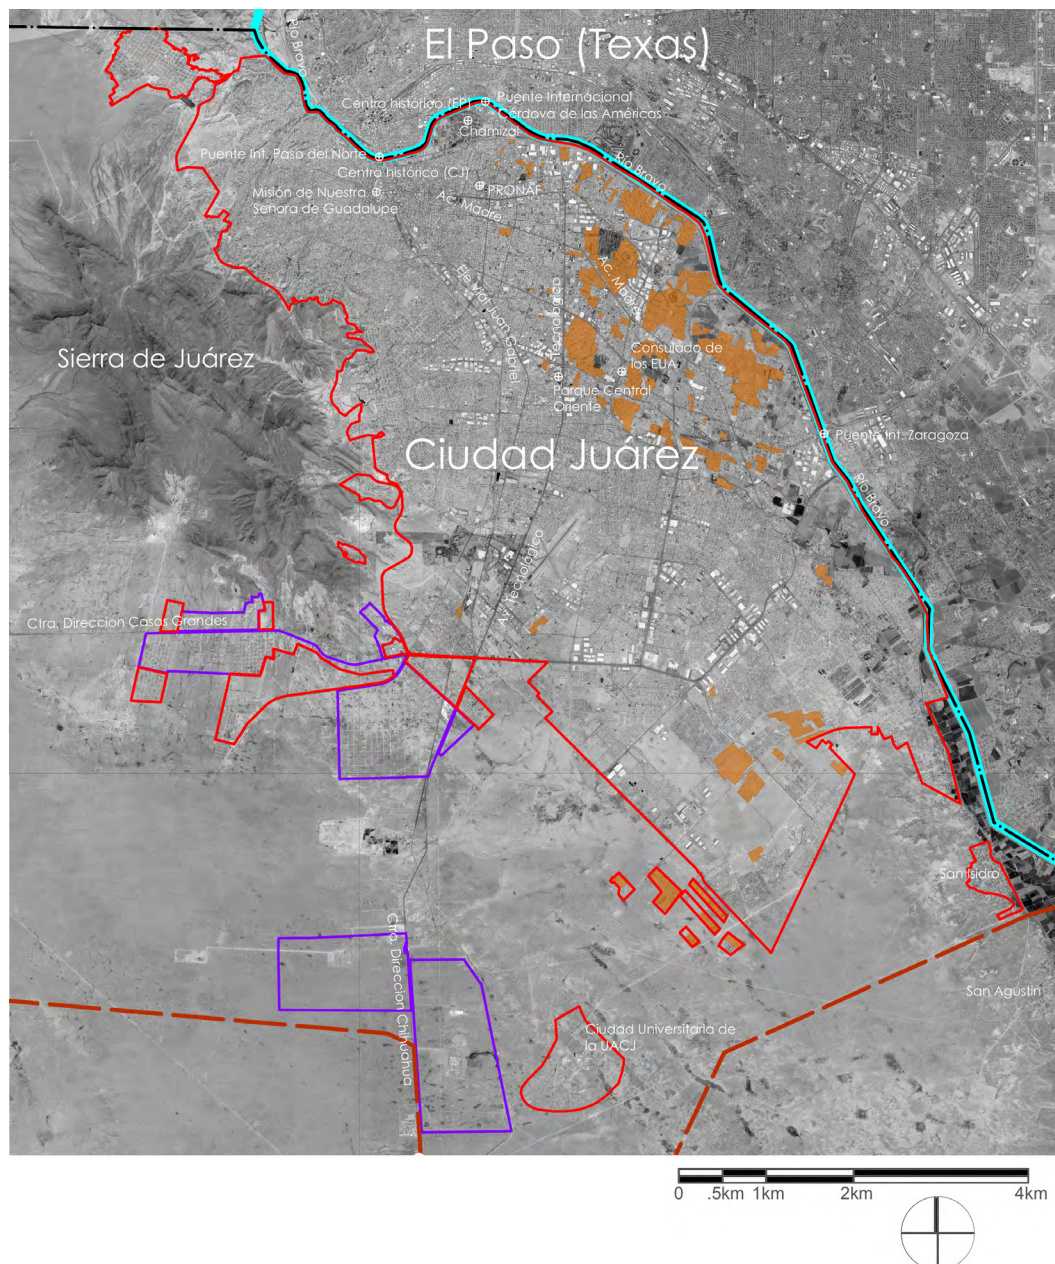 El Paso (Texas)
Río Bravo
Centro histórico (EP)
Puente Internacional
Córdova de las Américas
Chamizal
Puente Int. Paso del Norte
Centro histórico (CJ)
Río Bravo
Misión de Nuestra
Señora de Guadalupe
PRONAF
Ac. Madre
Ac. Madre
Eje Vial Juan Gabriel
Tecnológico
Sierra de Juárez
Consulado de
los EUA
Parque Central
Oriente
Puente Int. Zaragoza
Ciudad Juárez
Río Bravo
Av. Tecnológico
Ctra. Direccion Casas Grandes
San Isidro
Ctra. Direccion Chihuahua
San Agustín
Ciudad Universitaria de
la UACJ
0 .5km 1km 2km 4km